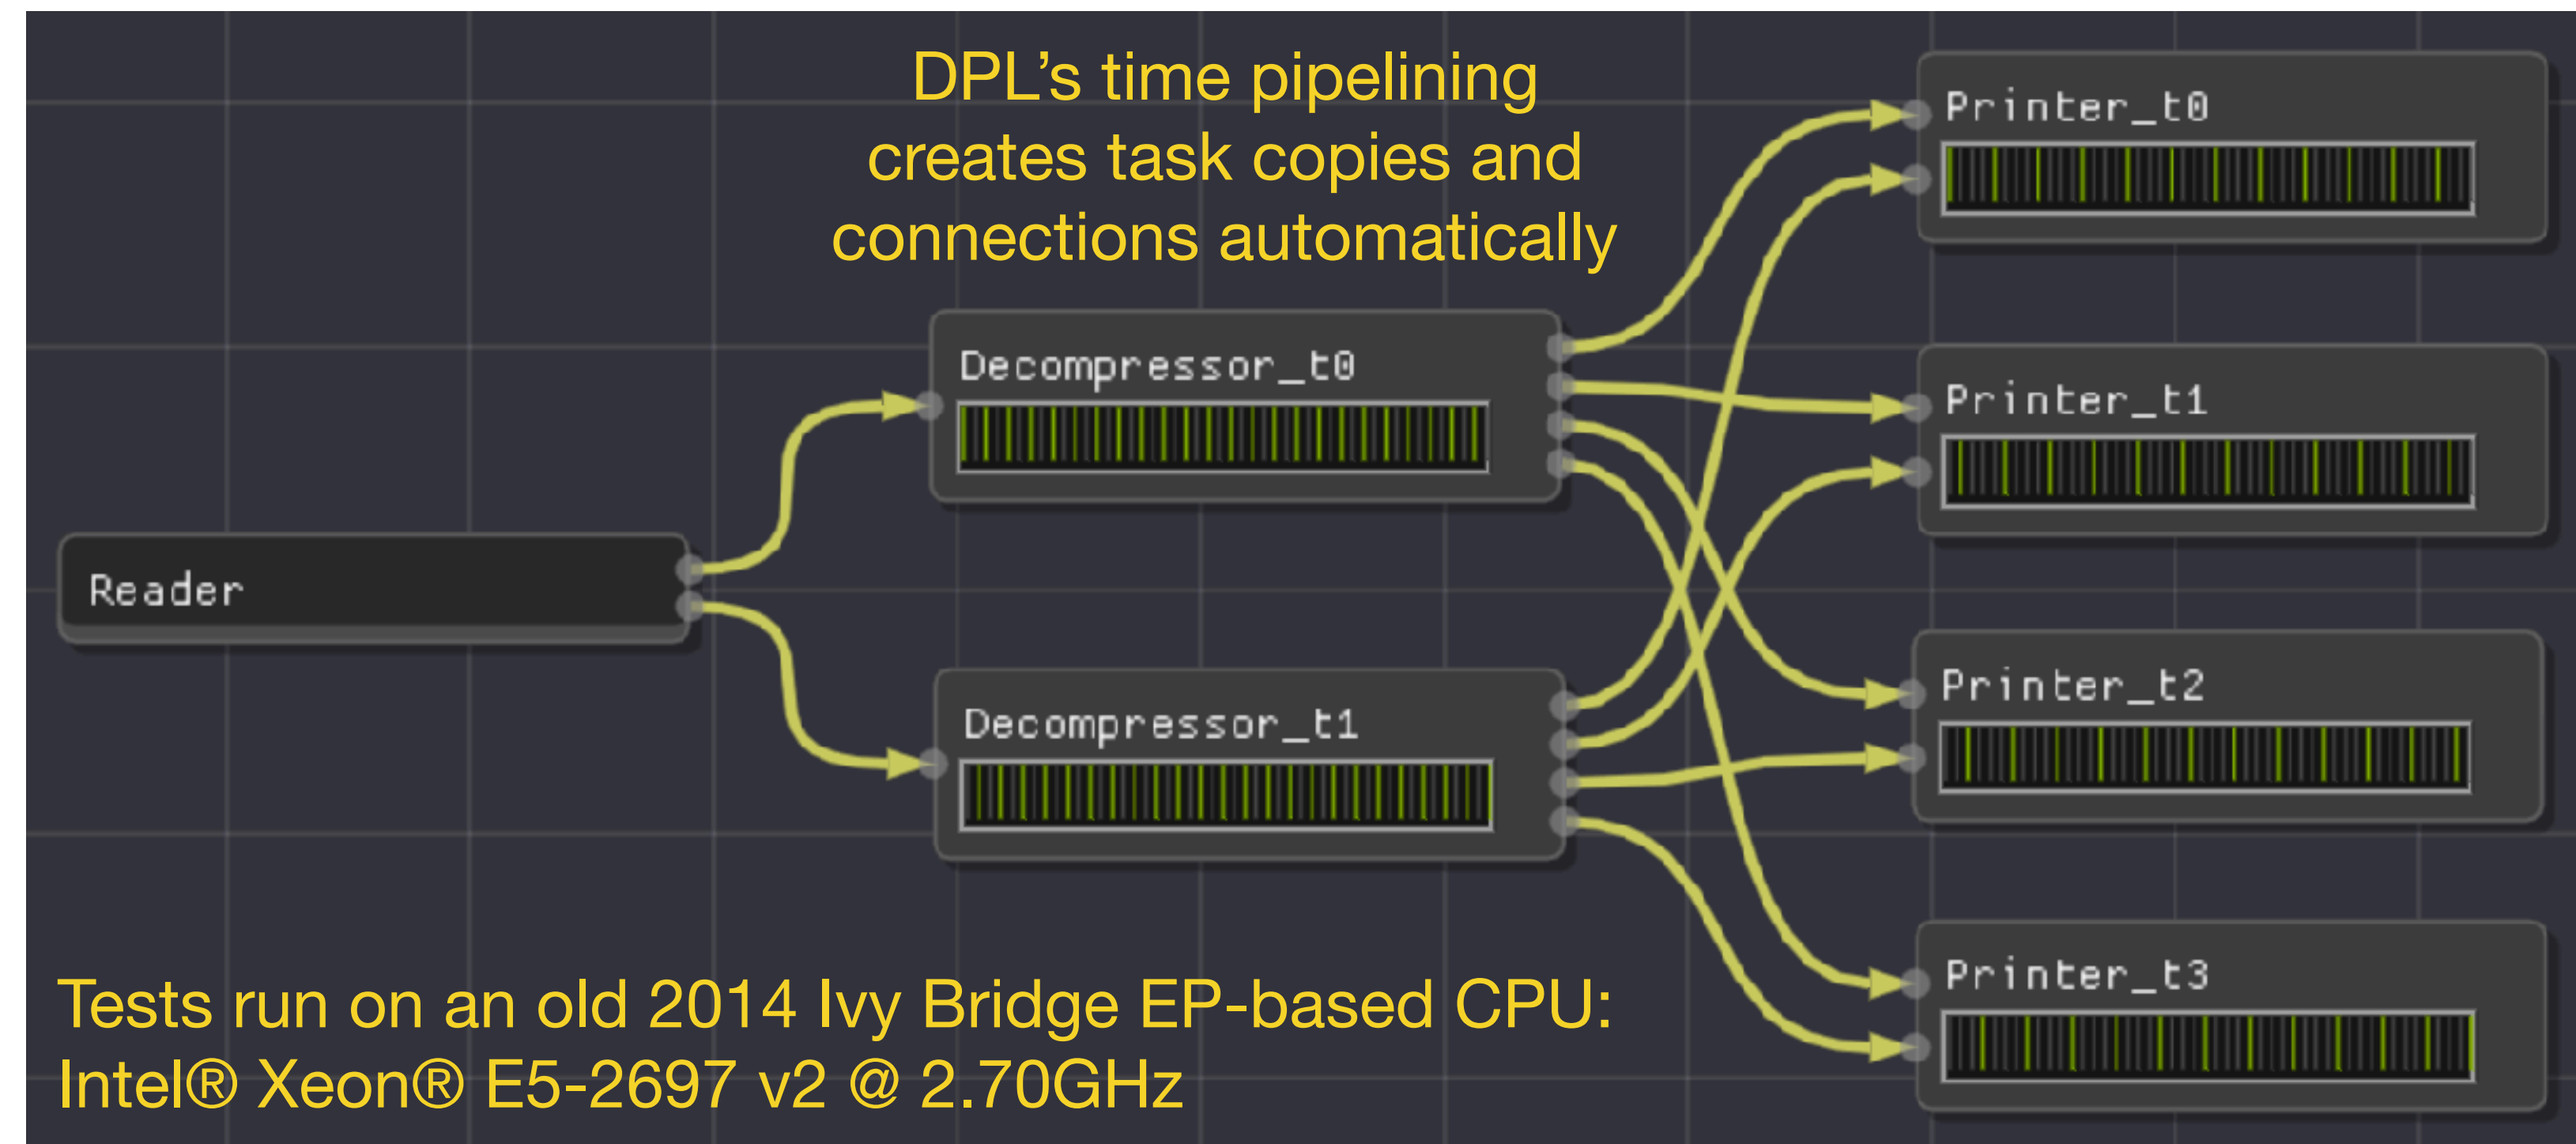 DPL’s time pipelining
creates task copies and
connections automatically
Printer_t0
Decompressor_t0
Printer_t1
Reader
Decompressor_t1
Printer_t2
Printer_t3
Tests run on an old 2014 Ivy Bridge EP-based CPU:
Intel® Xeon® E5-2697 v2 @ 2.70GHz